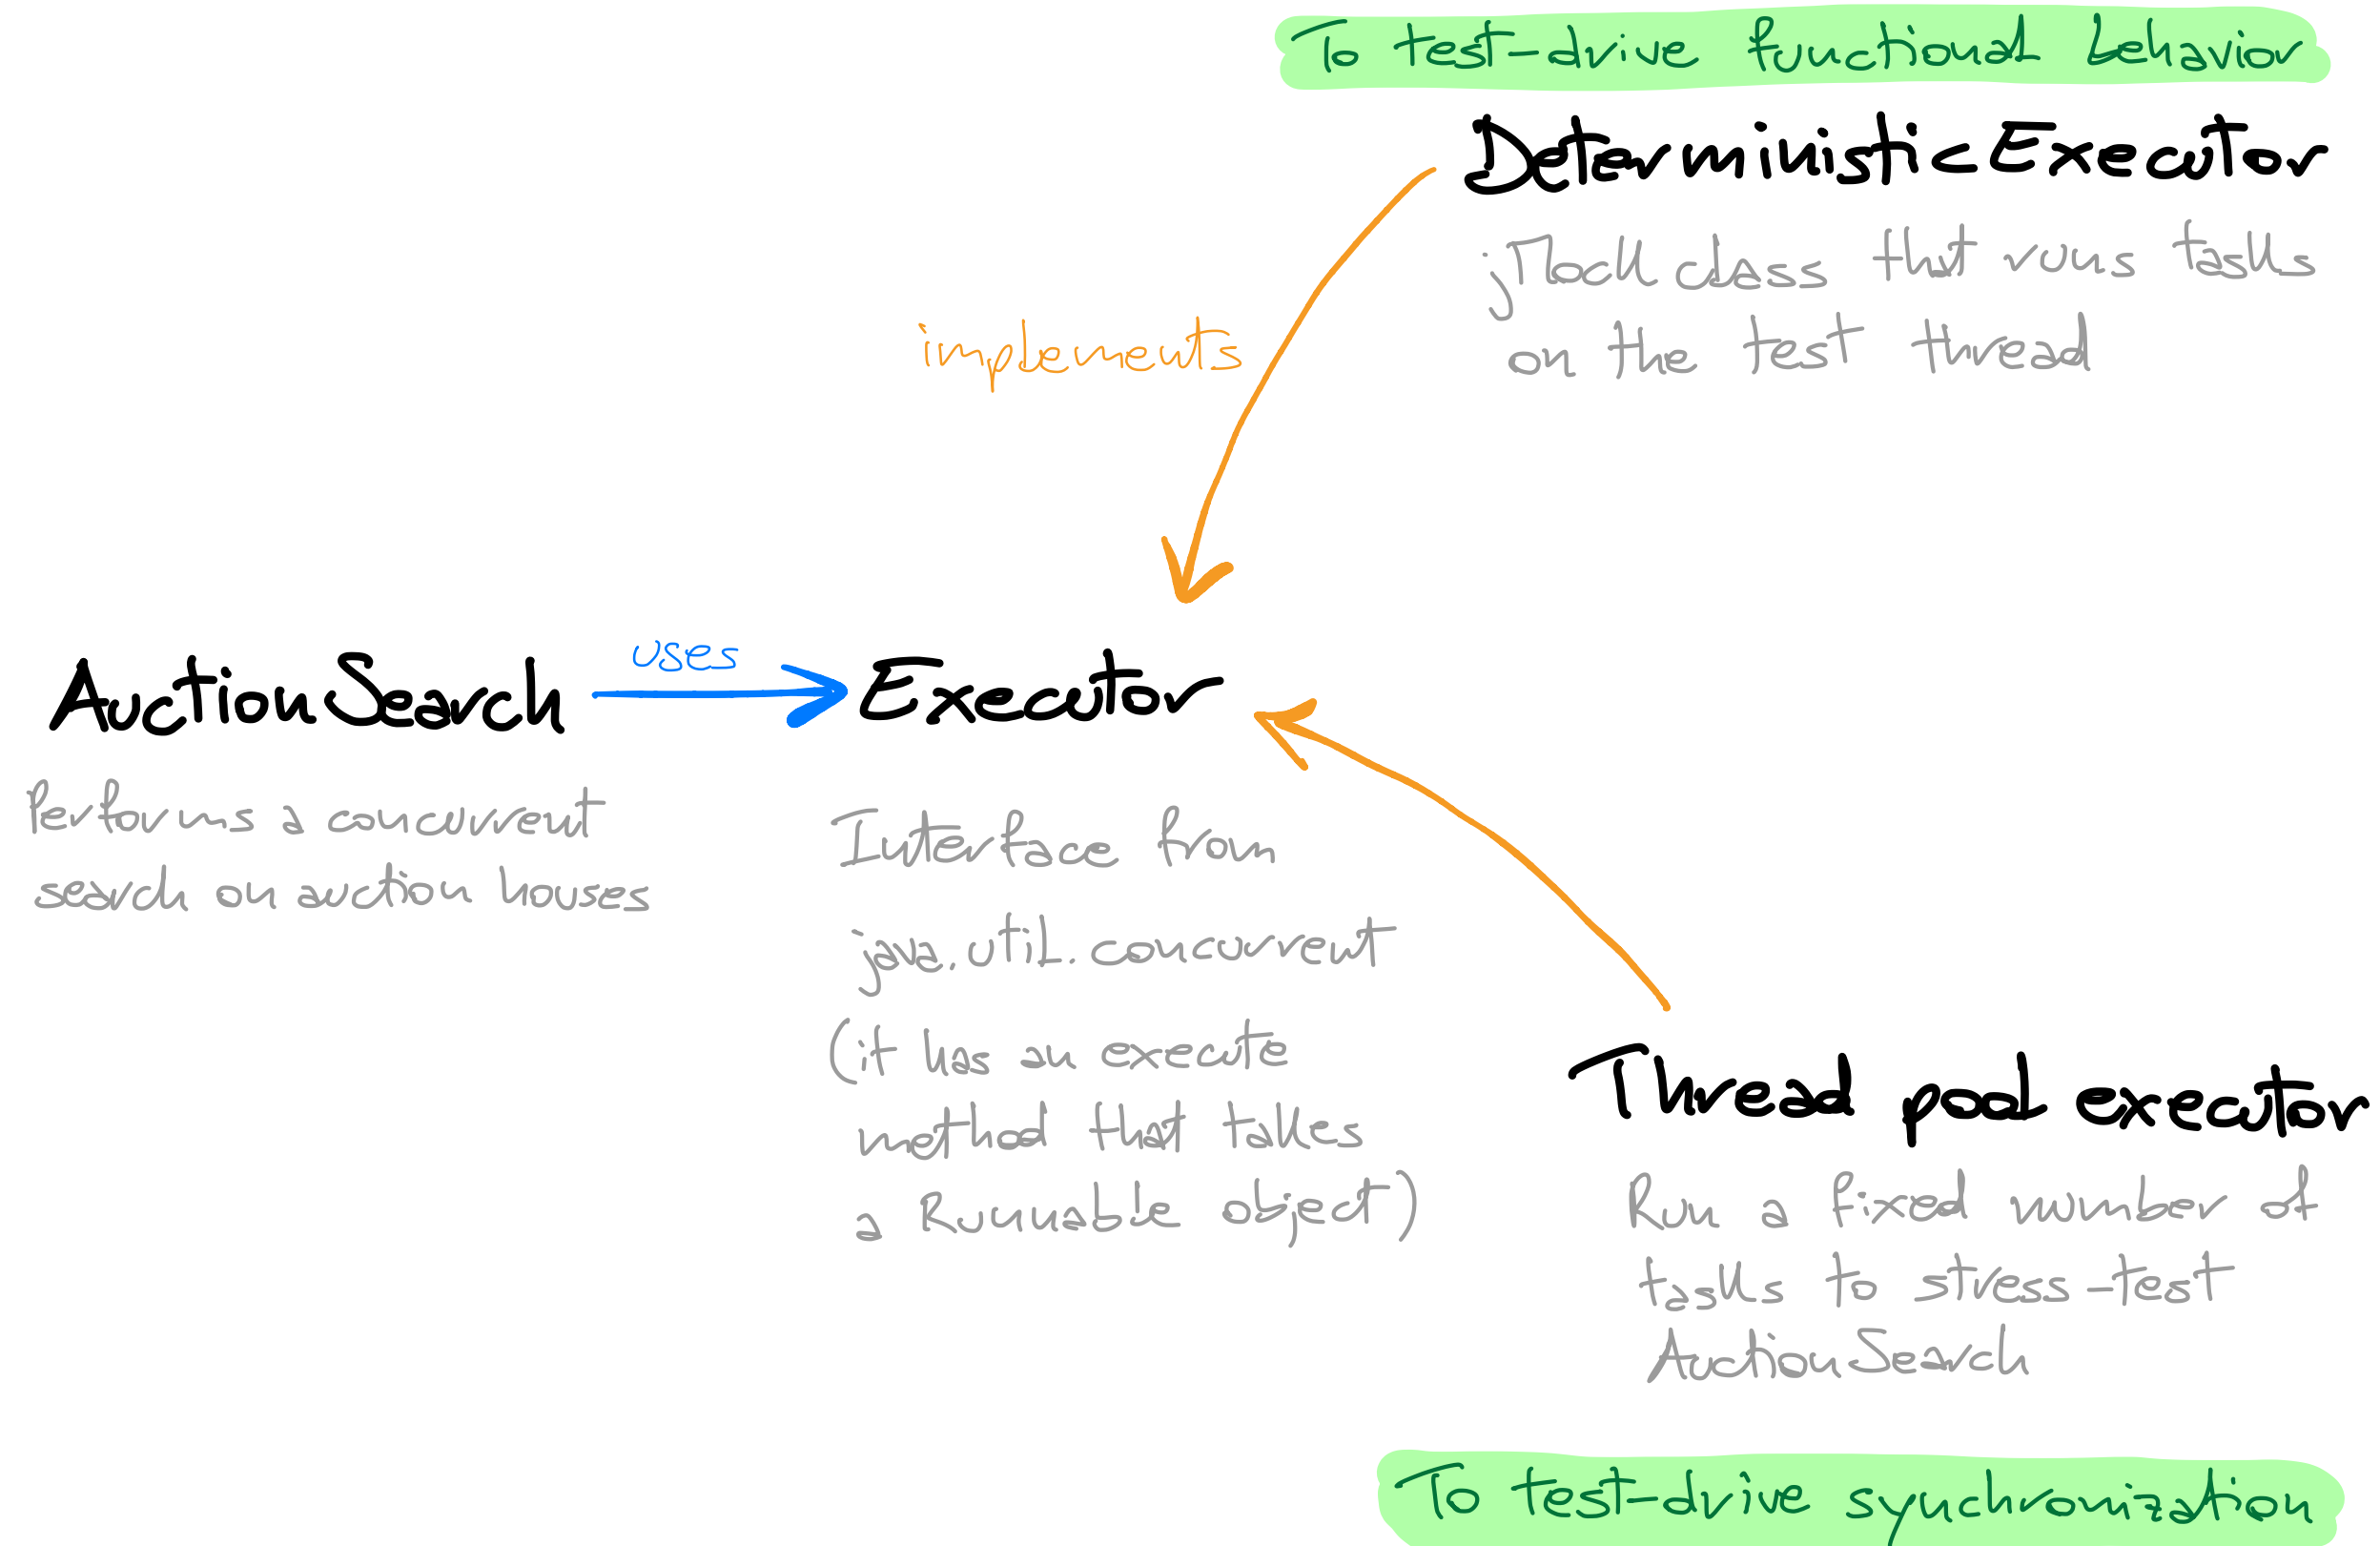 To test-drive functional behavior
DeterministicExecutor
jMock class that runs tasks
on the test thread
implements
AuctionSearch
uses
Executor
Performs a concurrent
search on auction houses
Interface from
java.util.concurrent
(it has an execute
method that takes
a Runnable object)
Thread pool executor
Run a fixed number of
tasks to stress-test
AuctionSearch
To test-drive synchronization